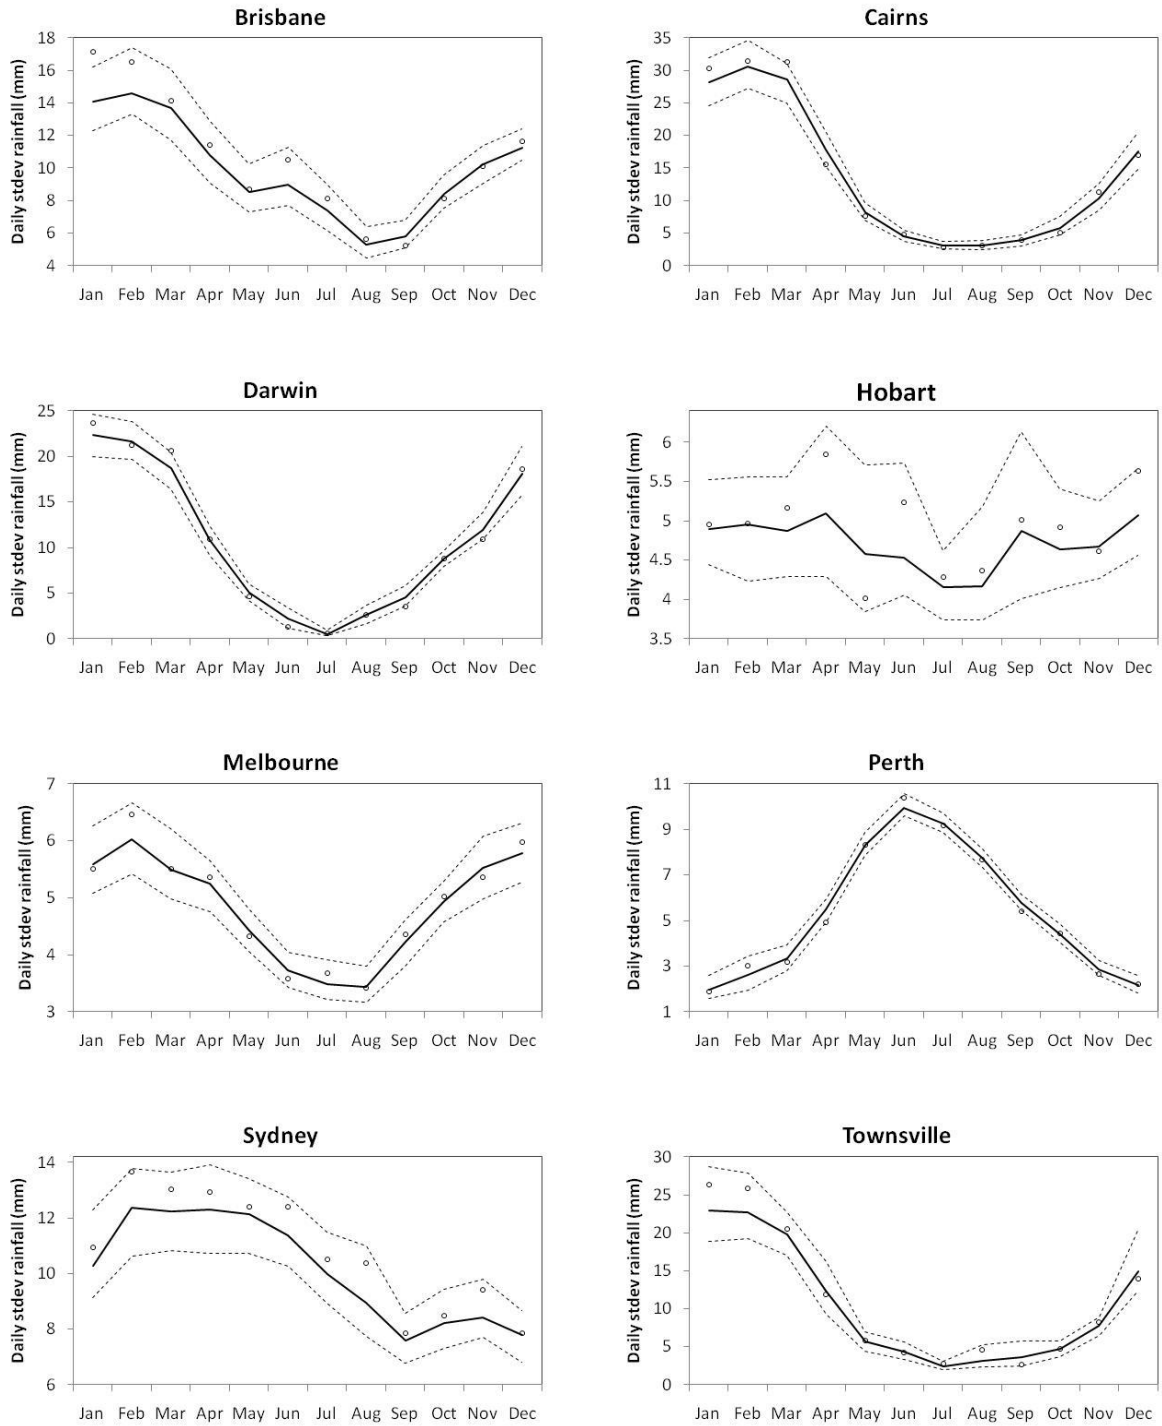 Brisbane
Daily stdev rainfall (mm)
18
16
14
12
10
8
6
4
Jan Feb Mar Apr May Jun Jul Aug Sep Oct Nov Dec
Cairns
Daily stdev rainfall (mm)
35
30
25
20
15
10
5
0
Jan Feb Mar Apr May Jun Jul Aug Sep Oct Nov Dec
Darwin
Daily stdev rainfall (mm)
25
20
15
10
5
0
Jan Feb Mar Apr May Jun Jul Aug Sep Oct Nov Dec
Hobart
Daily stdev rainfall (mm)
6
5.5
5
4.5
4
3.5
Jan Feb Mar Apr May Jun Jul Aug Sep Oct Nov Dec
Melbourne
Daily stdev rainfall (mm)
7
6
5
4
3
Jan Feb Mar Apr May Jun Jul Aug Sep Oct Nov Dec
Perth
Daily stdev rainfall (mm)
11
9
7
5
3
1
Jan Feb Mar Apr May Jun Jul Aug Sep Oct Nov Dec
Sydney
Daily stdev rainfall (mm)
14
12
10
8
6
Jan Feb Mar Apr May Jun Jul Aug Sep Oct Nov Dec
Townsville
Daily stdev rainfall (mm)
30
25
20
15
10
5
0
Jan Feb Mar Apr May Jun Jul Aug Sep Oct Nov Dec